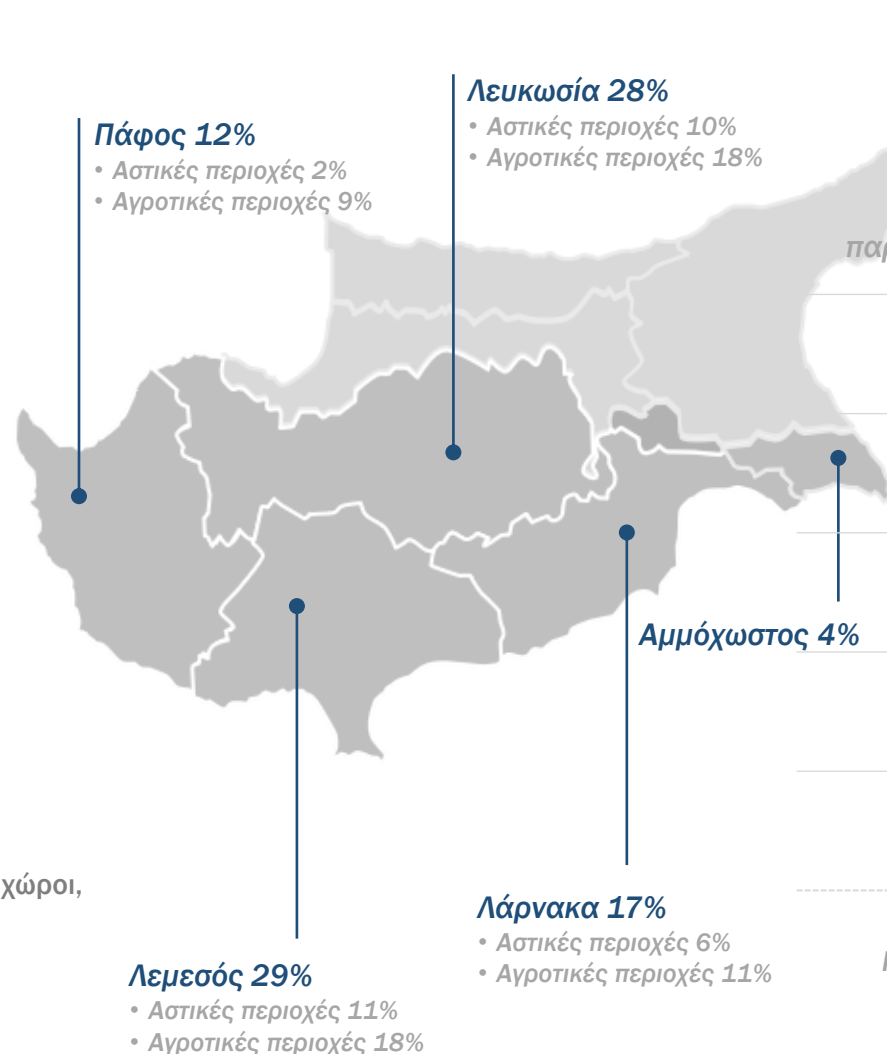 Λευκωσία 28%
• Αστικές περιοχές 10%
• Αγροτικές περιοχές 18%
Πάφος 12%
• Αστικές περιοχές 2%
• Αγροτικές περιοχές 9%
Αμμόχωστος 4%
χώροι,
Λάρνακα 17%
• Αστικές περιοχές 6%
• Αγροτικές περιοχές 11%
Λεμεσός 29%
• Αστικές περιοχές 11%
• Αγροτικές περιοχές 18%